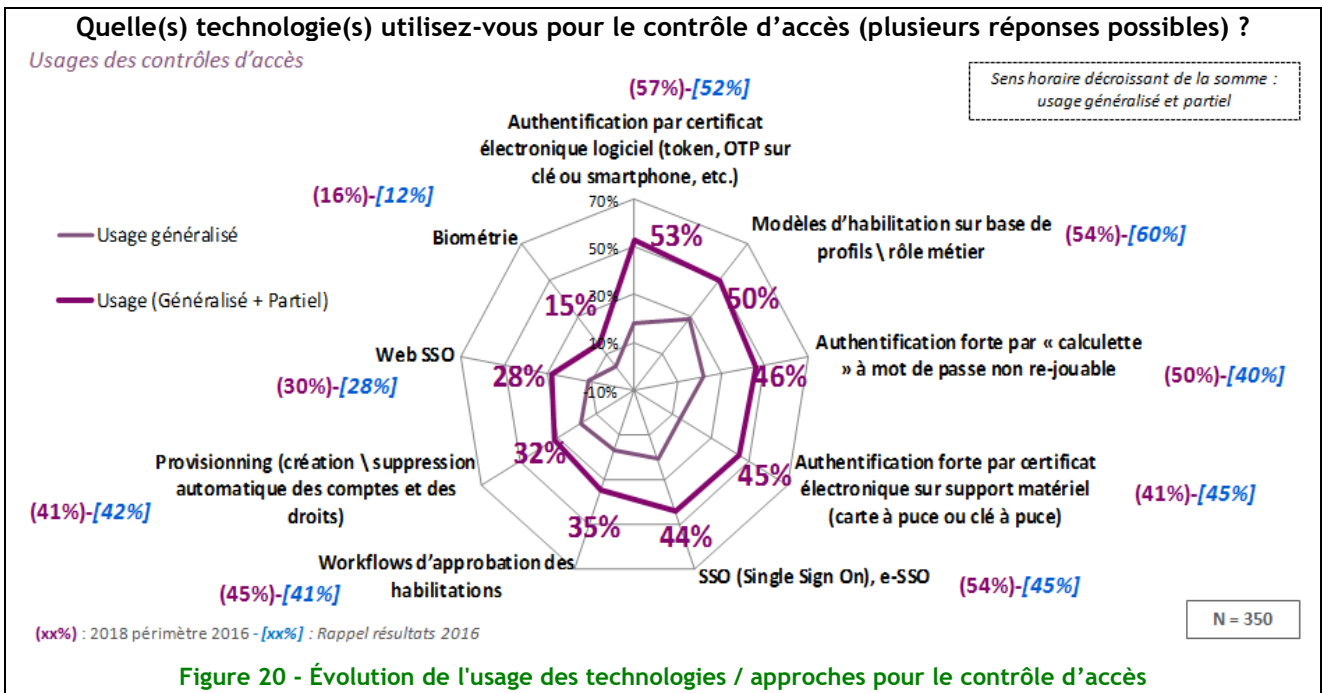 Quelle(s) technologie(s) utilisez-vous pour le contrôle d’accès (plusieurs réponses possibles) ?
Usages des contrôles d’accès
Sens horaire décroissant de la somme :
usage généralisé et partiel
(57%)-[52%]
Authentification par certificat
électronique logiciel (token, OTP sur
clé ou smartphone, etc.)
(16%)-[12%]
Biométrie
Usage généralisé
Usage (Généralisé + Partiel)
70%
50%
30%
10%
-10%
53%
Modèles d’habilitation sur base de
profils \ rôle métier
(54%)-[60%]
50%
15%
Authentification forte par « calculette
» à mot de passe non re-jouable
(50%)-[40%]
46%
Web SSO
(30%)-[28%]
28%
Provisionning (création \ suppression
automatique des comptes et des
droits)
(41%)-[42%]
32%
Authentification forte par certificat
électronique sur support matériel
(carte à puce ou clé à puce)
(41%)-[45%]
45%
35%
44%
Workflows d’approbation des
habilitations
(45%)-[41%]
SSO (Single Sign On), e-SSO
(54%)-[45%]
(xx%) : 2018 périmètre 2016 - [xx%] : Rappel résultats 2016
N = 350
Figure 20 - Évolution de l'usage des technologies / approches pour le contrôle d’accès